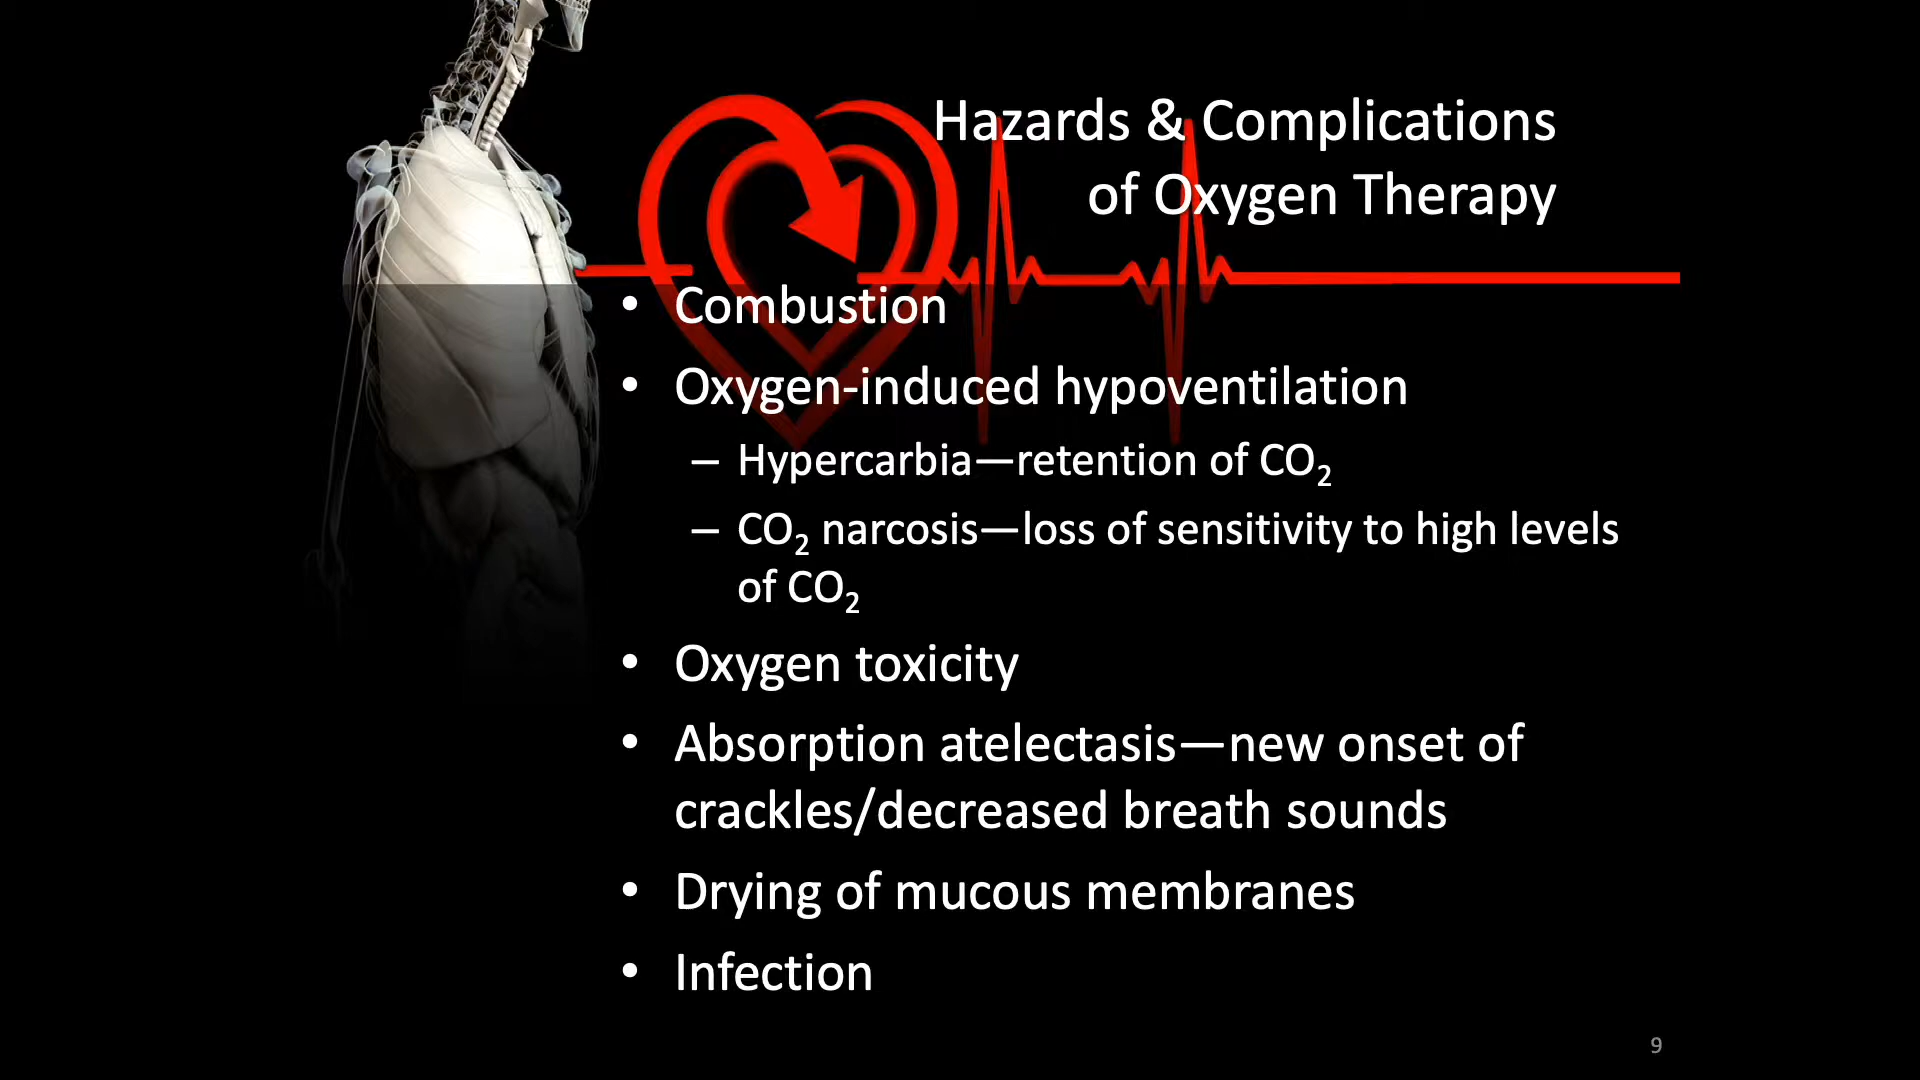 Hazards & Complications
of Oxygen Therapy
• Combustion
• Oxygen-induced hypoventilation
– Hypercarbia—retention of CO₂
– CO₂ narcosis—loss of sensitivity to high levels
of CO₂
• Oxygen toxicity
• Absorption atelectasis—new onset of
crackles/decreased breath sounds
• Drying of mucous membranes
• Infection
9